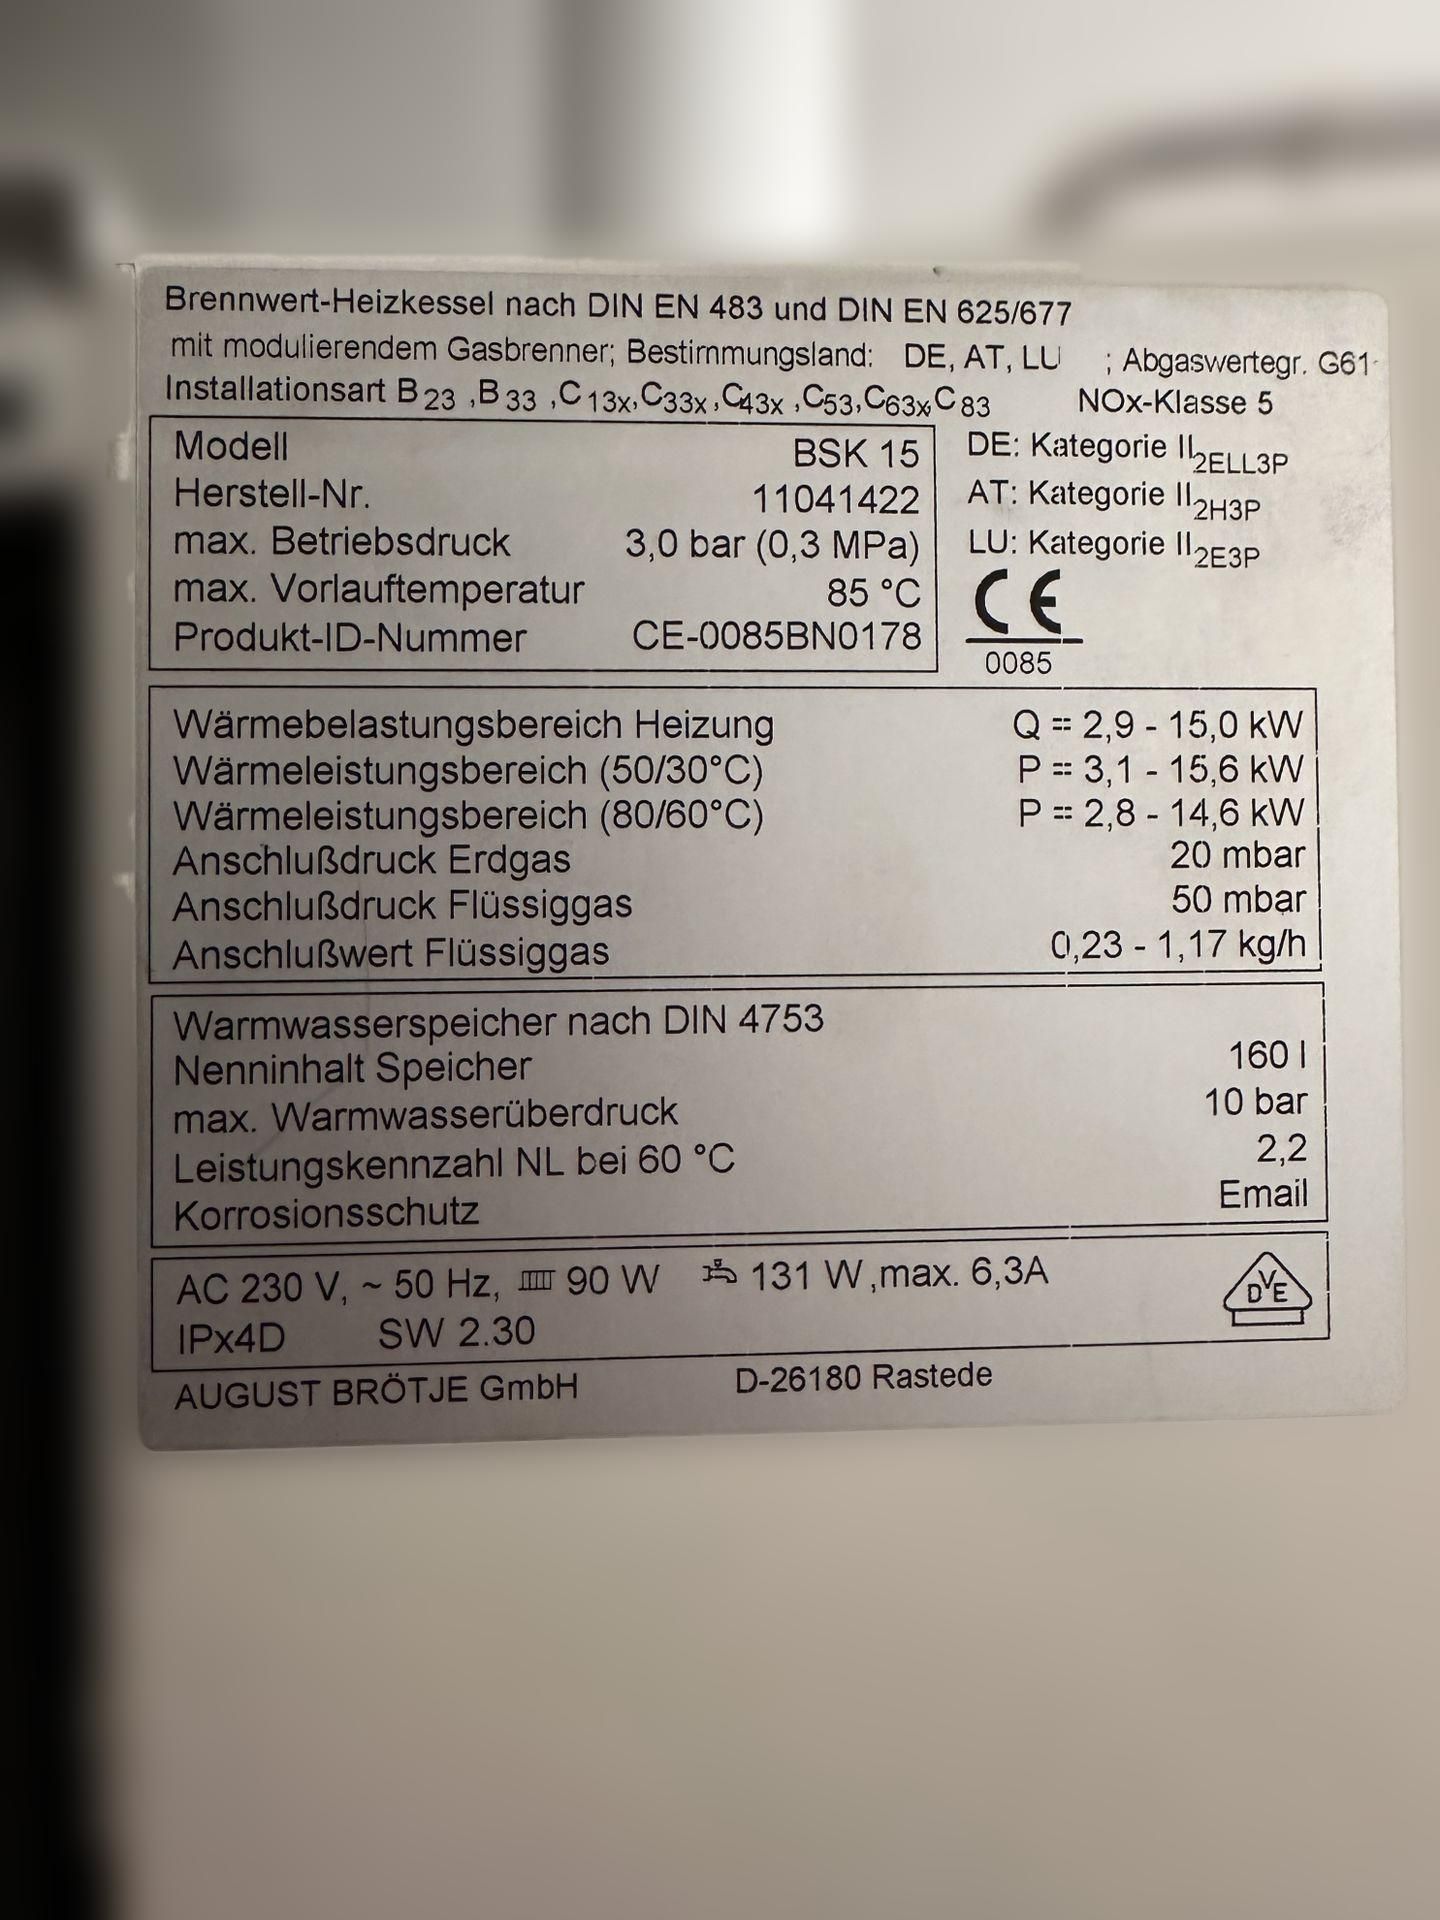 Brennwert-Heizkessel nach DIN EN 483 und DIN EN 625/677
mit modulierendem Gasbrenner; Bestimmungsland: DE, AT, LU ; Abgaswertegr. G61
Installationsart B23 ,B33 ,C13x,C33x,C43x ,C53,C63x,C83 NOx-Klasse 5
Modell BSK 15
Herstell-Nr. 11041422
max. Betriebsdruck 3,0 bar (0,3 MPa)
max. Vorlauftemperatur 85 °C
Produkt-ID-Nummer CE-0085BN0178
DE: Kategorie II2ELL3P
AT: Kategorie II2H3P
LU: Kategorie II2E3P
CE
0085
Wärmebelastungsbereich Heizung Q = 2,9 - 15,0 kW
Wärmeleistungsbereich (50/30°C) P = 3,1 - 15,6 kW
Wärmeleistungsbereich (80/60°C) P = 2,8 - 14,6 kW
Anschlußdruck Erdgas 20 mbar
Anschlußdruck Flüssiggas 50 mbar
Anschlußwert Flüssiggas 0,23 - 1,17 kg/h
Warmwasserspeicher nach DIN 4753
Nenninhalt Speicher 160 l
max. Warmwasserüberdruck 10 bar
Leistungskennzahl NL bei 60 °C 2,2
Korrosionsschutz Email
AC 230 V, ~ 50 Hz, 90 W 131 W ,max. 6,3A
IPx4D SW 2.30
DVE
AUGUST BRÖTJE GmbH D-26180 Rastede